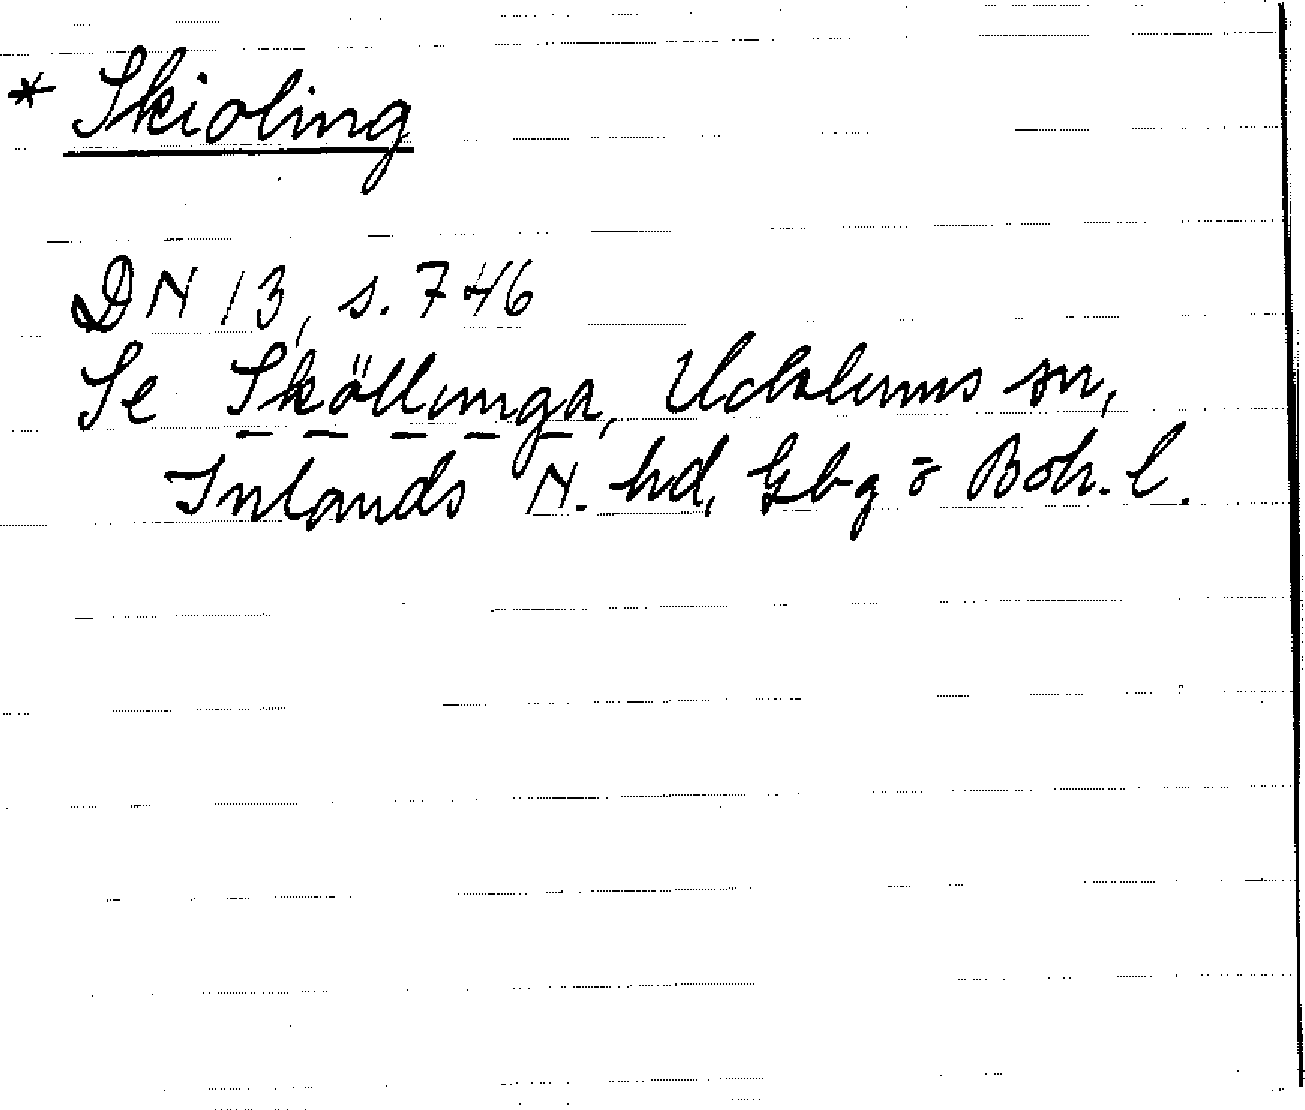 * Skioling
DN 13, s. 746
Se Sköllunga, Ucklums sn,
Inlands N. hd, Gbg o Boh. l.